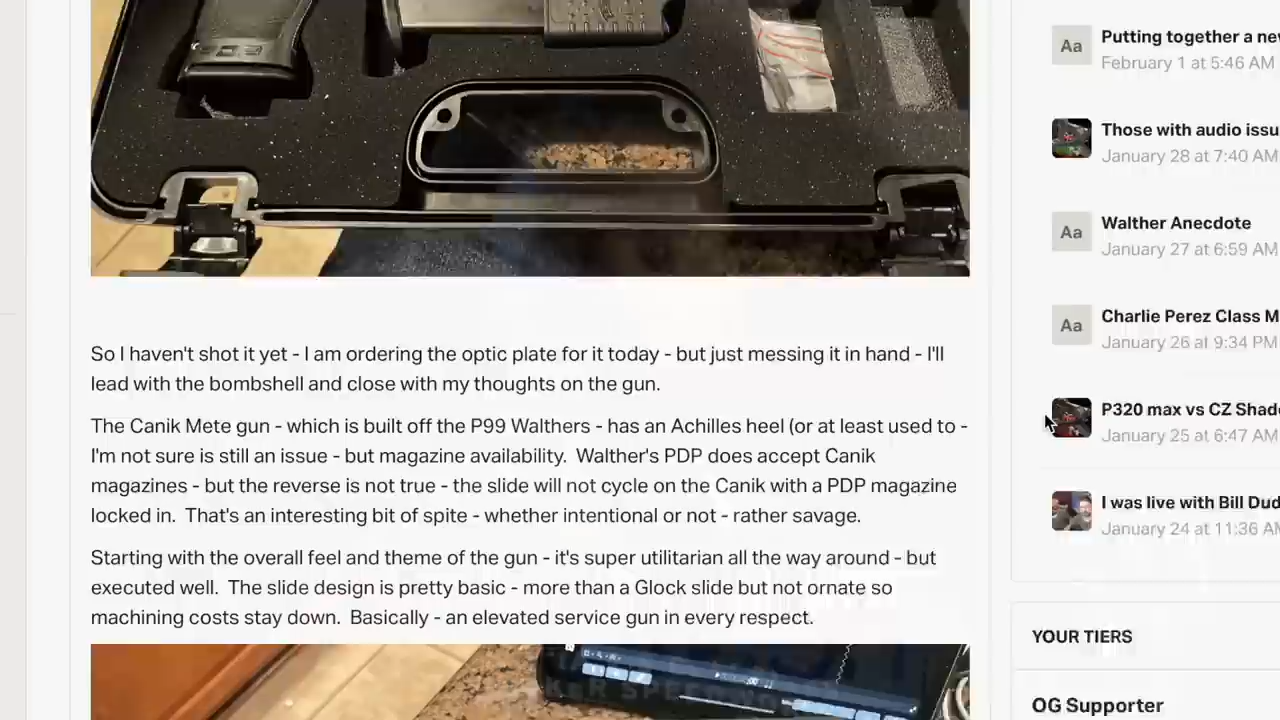 So I haven't shot it yet - I am ordering the optic plate for it today - but just messing it in hand - I'll
lead with the bombshell and close with my thoughts on the gun.
The Canik Mete gun - which is built off the P99 Walthers - has an Achilles heel (or at least used to -
I'm not sure is still an issue - but magazine availability. Walther's PDP does accept Canik
magazines - but the reverse is not true - the slide will not cycle on the Canik with a PDP magazine
locked in. That's an interesting bit of spite - whether intentional or not - rather savage.
Starting with the overall feel and theme of the gun - it's super utilitarian all the way around - but
executed well. The slide design is pretty basic - more than a Glock slide but not ornate so
machining costs stay down. Basically - an elevated service gun in every respect.
Aa
Putting together a
February 1 at 5:46 AM
Those with audio
January 28 at 7:40 AM
Aa
Walther Anecdote
January 27 at 6:59 AM
Aa
Charlie Perez Class
January 26 at 9:34 PM
P320 max vs CZ
January 25 at 6:47 AM
I was live with Bill
January 24 at 11:36 AM
YOUR TIERS
OG Supporter